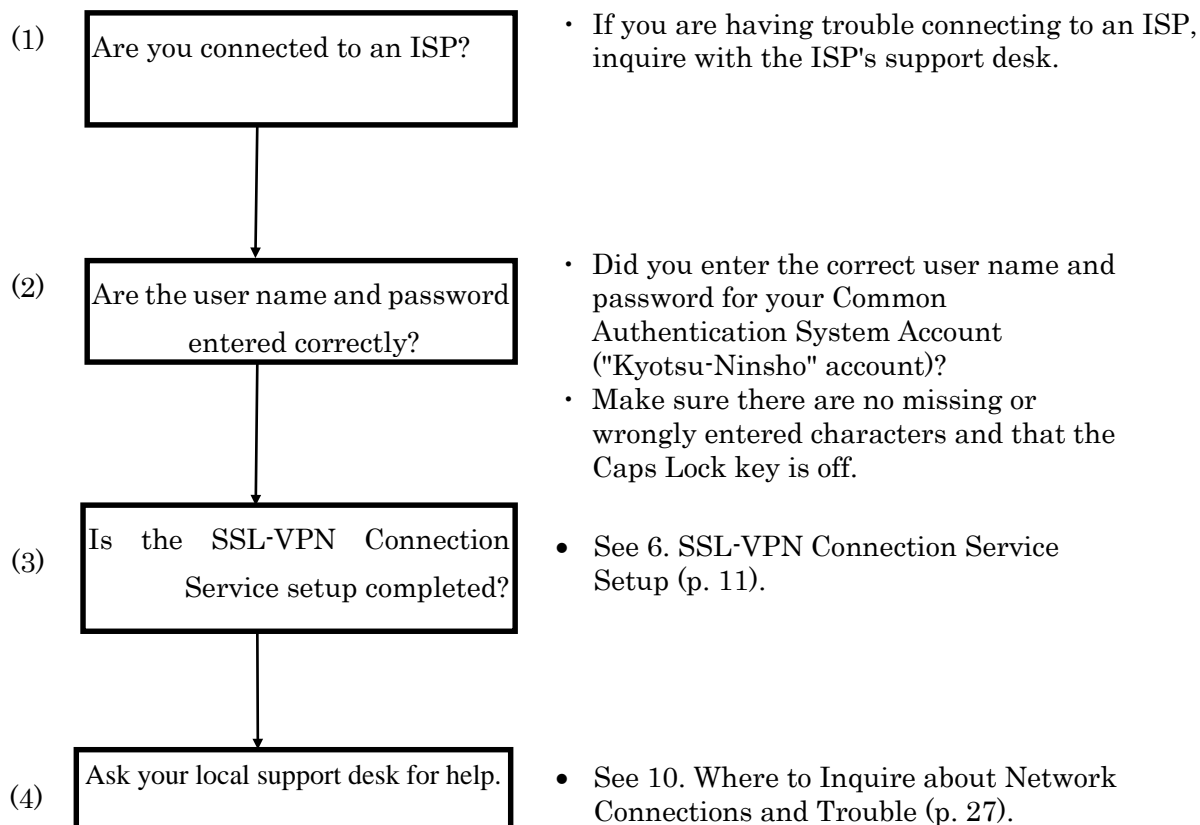 (1)
Are you connected to an ISP?
・ If you are having trouble connecting to an ISP,
inquire with the ISP's support desk.
(2)
Are the user name and password
entered correctly?
・ Did you enter the correct user name and
password for your Common
Authentication System Account
("Kyotsu-Ninsho" account)?
・ Make sure there are no missing or
wrongly entered characters and that the
Caps Lock key is off.
(3)
Is the SSL-VPN Connection
Service setup completed?
• See 6. SSL-VPN Connection Service
Setup (p. 11).
(4)
Ask your local support desk for help.
• See 10. Where to Inquire about Network
Connections and Trouble (p. 27).